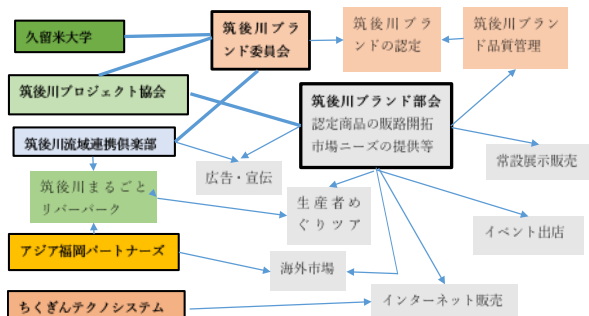 久留米大学
筑後川プロジェクト協会
筑後川流域連携倶楽部
筑後川まるごと
リバーパーク
アジア福岡パートナーズ
ちくぎんテクノシステム
筑後川ブラ
ンド委員会
筑後川ブラ
ンドの認定
筑後川ブラン
ド品質管理
筑後川ブランド部会
認定商品の販路開拓
市場ニーズの提供等
広告・宣伝
生産者め
ぐりツア
海外市場
常設展示販売
イベント出店
インターネット販売